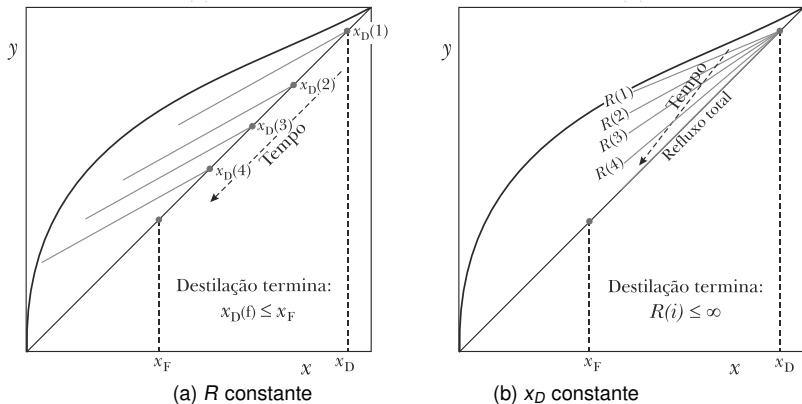 y
x_D(1)
x_D(2)
x_D(3)
x_D(4)
Tempo
Destilação termina:
x_D(f) ≤ x_F
x_F
x
x_D
(a) R constante
y
R(1)
R(2)
R(3)
R(4)
Tempo
Refluxo total
Destilação termina:
R(i) ≤ ∞
x_F
x
x_D
(b) x_D constante